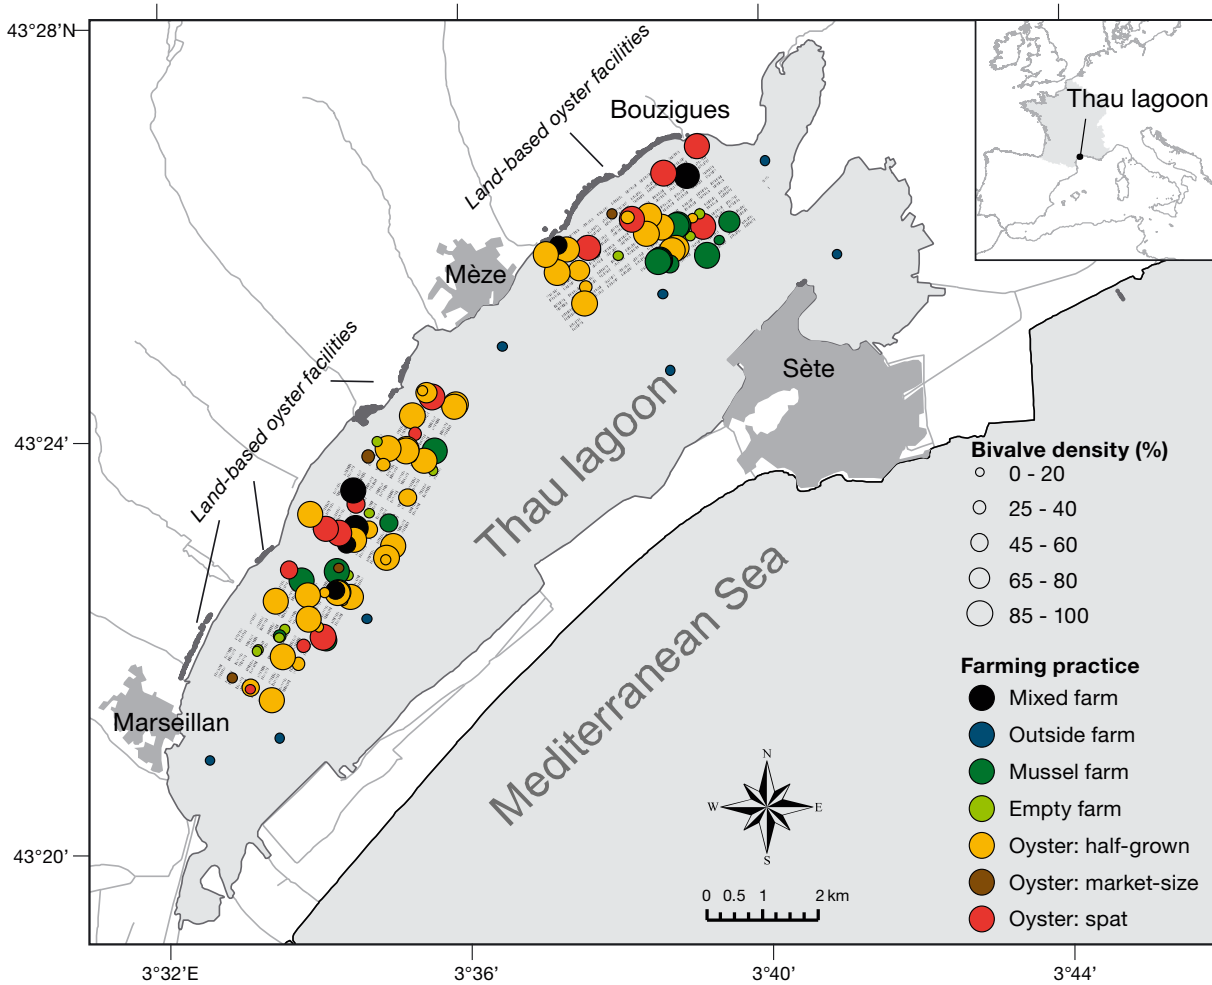 43°28’N
Land-based oyster facilities
Bouzigues
Thau lagoon
Mèze
Land-based oyster facilities
Sète
43°24’
Thau lagoon
Bivalve density (%)
0 - 20
25 - 40
45 - 60
65 - 80
85 - 100
Mediterranean Sea
Farming practice
Mixed farm
Outside farm
Mussel farm
Empty farm
Oyster: half-grown
Oyster: market-size
Oyster: spat
Marseillan
N
W
E
S
43°20’
0 0.5 1 2 km
3°32’E
3°36’
3°40’
3°44’